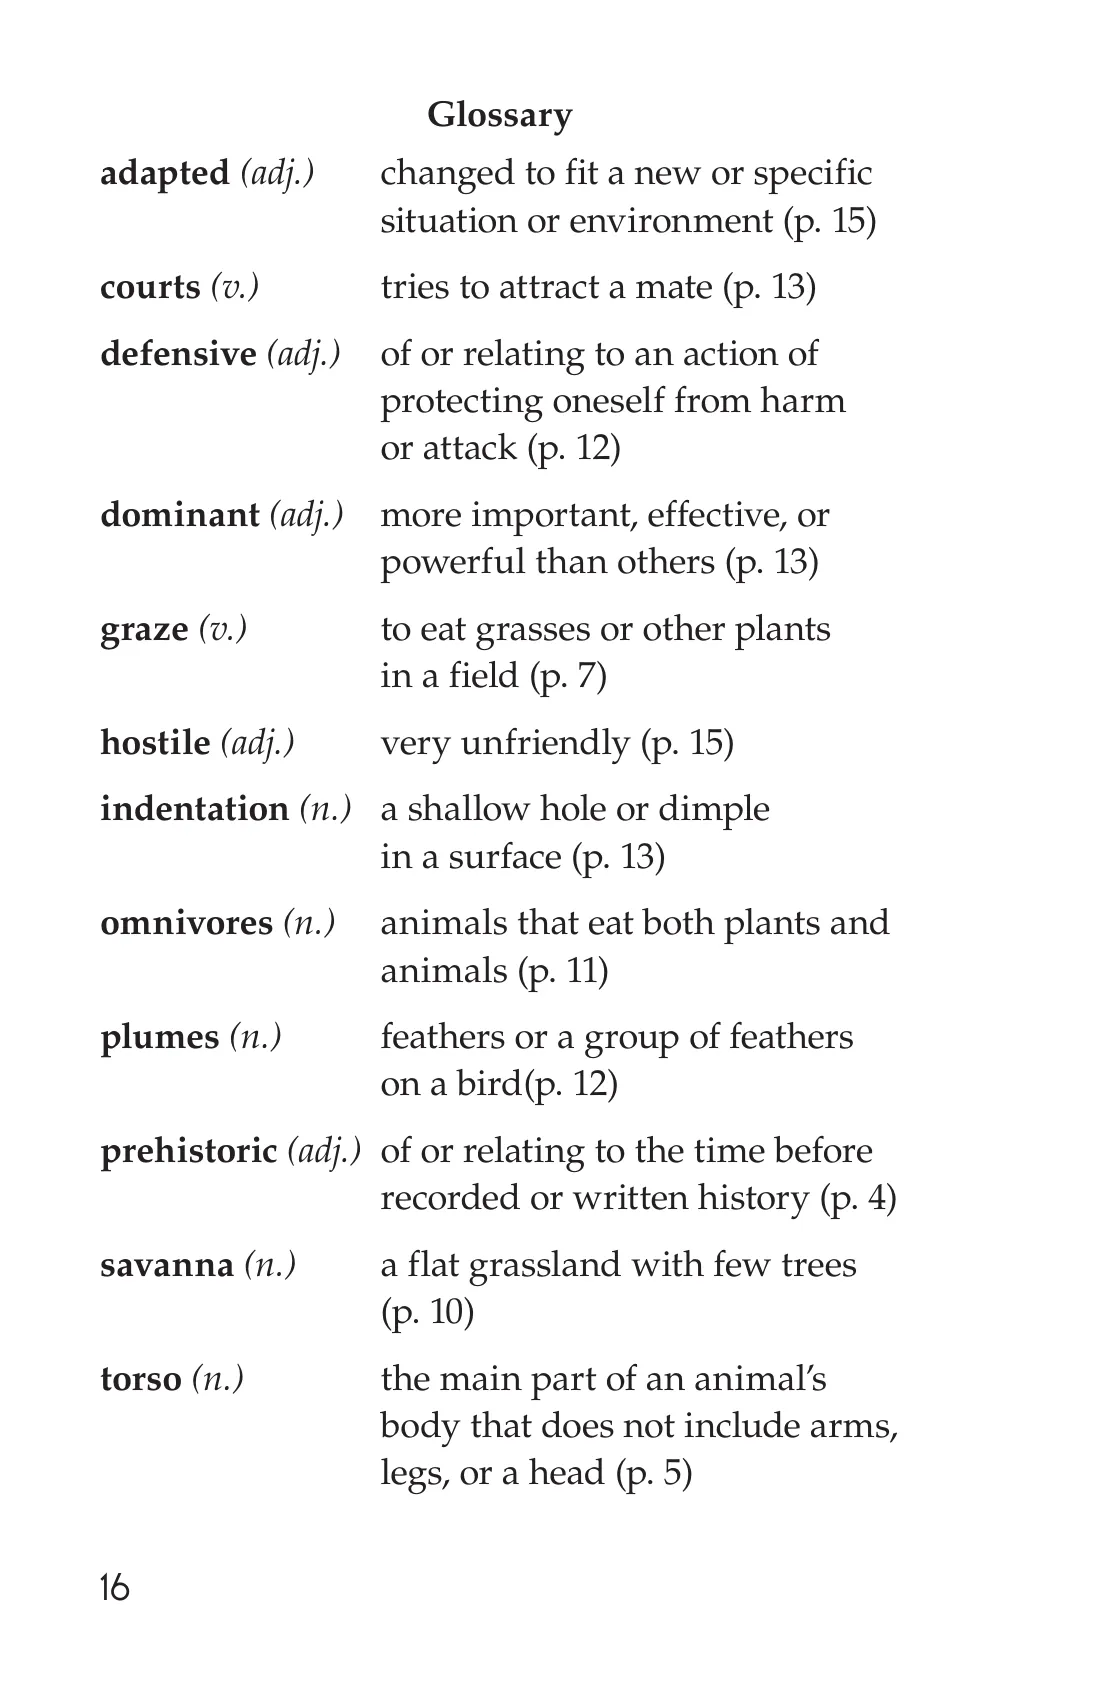 Glossary
adapted (adj.) changed to fit a new or specific
situation or environment (p. 15)
courts (v.) tries to attract a mate (p. 13)
defensive (adj.) of or relating to an action of
protecting oneself from harm
or attack (p. 12)
dominant (adj.) more important, effective, or
powerful than others (p. 13)
graze (v.) to eat grasses or other plants
in a field (p. 7)
hostile (adj.) very unfriendly (p. 15)
indentation (n.) a shallow hole or dimple
in a surface (p. 13)
omnivores (n.) animals that eat both plants and
animals (p. 11)
plumes (n.) feathers or a group of feathers
on a bird(p. 12)
prehistoric (adj.) of or relating to the time before
recorded or written history (p. 4)
savanna (n.) a flat grassland with few trees
(p. 10)
torso (n.) the main part of an animal’s
body that does not include arms,
legs, or a head (p. 5)
16